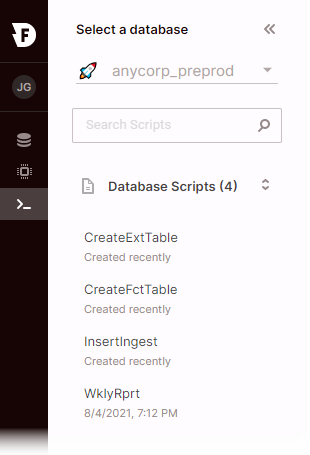 Select a database
F
JG
anycorp_preprod
Search Scripts
Database Scripts (4)
CreateExtTable
Created recently
CreateFctTable
Created recently
InsertIngest
Created recently
WklyRprt
8/4/2021, 7:12 PM